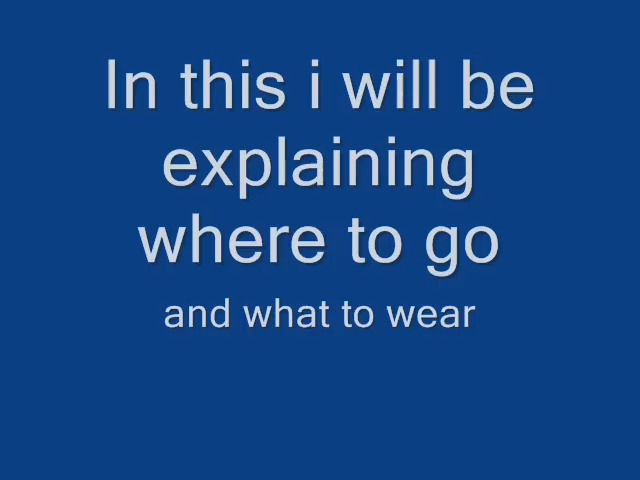 In this i will be
explaining
where to go
and what to wear